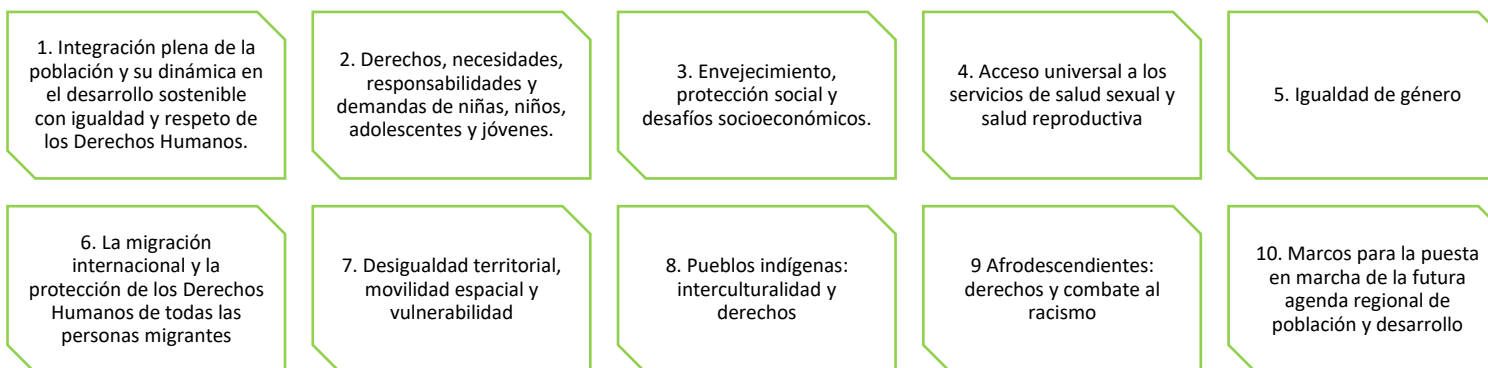 1. Integración plena de la
población y su dinámica en
el desarrollo sostenible
con igualdad y respeto de
los Derechos Humanos.
2. Derechos, necesidades,
responsabilidades y
demandas de niñas, niños,
adolescentes y jóvenes.
3. Envejecimiento,
protección social y
desafíos socioeconómicos.
4. Acceso universal a los
servicios de salud sexual y
salud reproductiva
5. Igualdad de género
6. La migración
internacional y la
protección de los Derechos
Humanos de todas las
personas migrantes
7. Desigualdad territorial,
movilidad espacial y
vulnerabilidad
8. Pueblos indígenas:
interculturalidad y
derechos
9 Afrodescendientes:
derechos y combate al
racismo
10. Marcos para la puesta
en marcha de la futura
agenda regional de
población y desarrollo